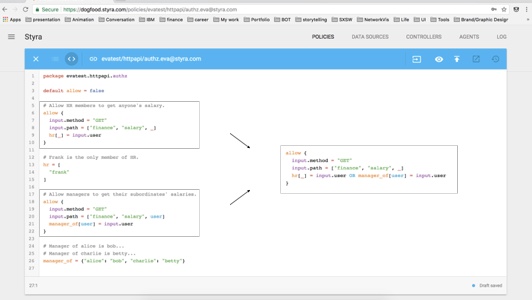 Secure https://dogfood.styra.com/policies/evatest/httpapi/authz.eva@styra.com
Apps presentation Animation Conversation IBM finance career My work Portfolio BOT storytelling SXSW NetworkVis Life UI Tools Brand/Graphic Design
Styra POLICIES DATA SOURCES CONTROLLERS AGENTS LOG
evatest/httpapi/authz.eva@styra.com
1 package evatest.httpapi.authz
2
3 default allow = false
4
5 # Allow HR members to get anyone's salary.
6 allow {
7 input.method = "GET"
8 input.path = ["finance", "salary", _]
9 hr[_] = input.user
10 }
11
12 # Frank is the only member of HR.
13 hr = [
14 "frank"
15 ]
16
17 # Allow managers to get their subordinates' salaries.
18 allow {
19 input.method = "GET"
20 input.path = ["finance", "salary", user]
21 manager_of[user] = input.user
22 }
23
24 # Manager of alice is bob...
25 # Manager of charlie is betty...
26 manager_of = {"alice": "bob", "charlie": "betty"}
27
allow {
input.method = "GET"
input.path = ["finance", "salary", _]
hr[_] = input.user OR manager_of[user] = input.user
}
27:1 Draft saved